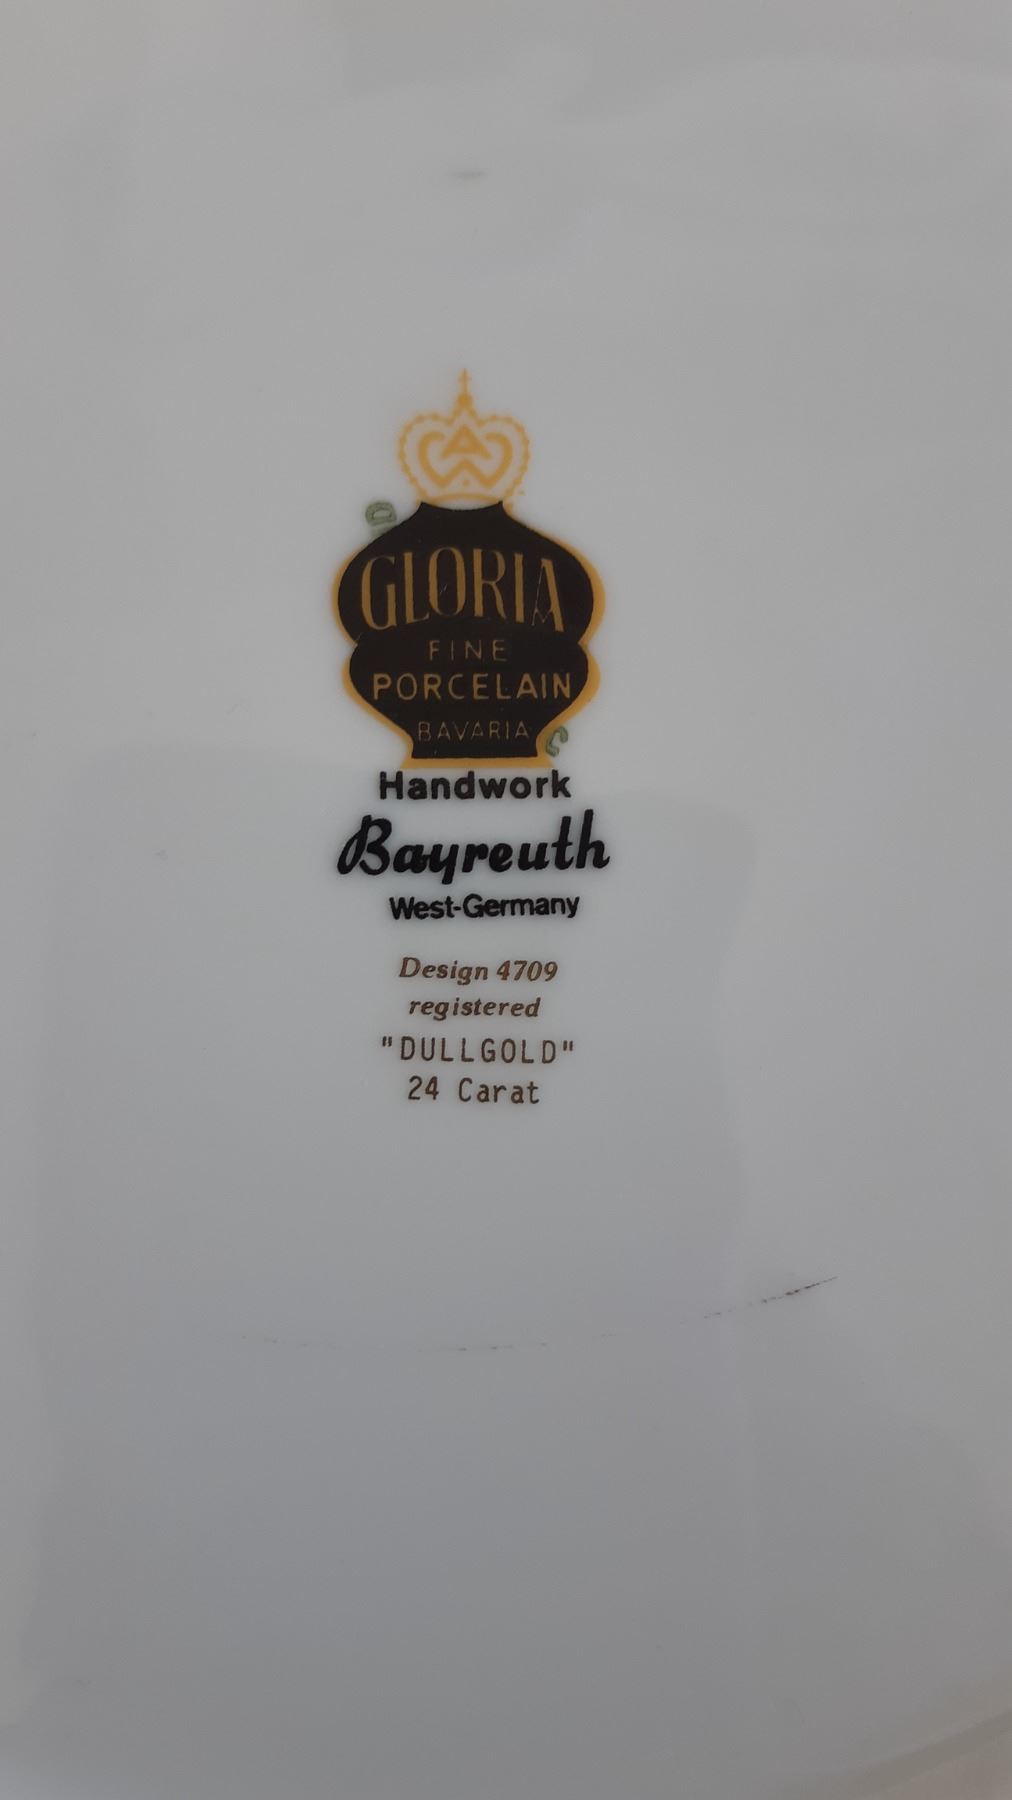 GLORIA
FINE
PORCELAIN
BAVARIA
Handwork
Bayreuth
West-Germany
Design 4709
registered
"DULLGOLD"
24 Carat